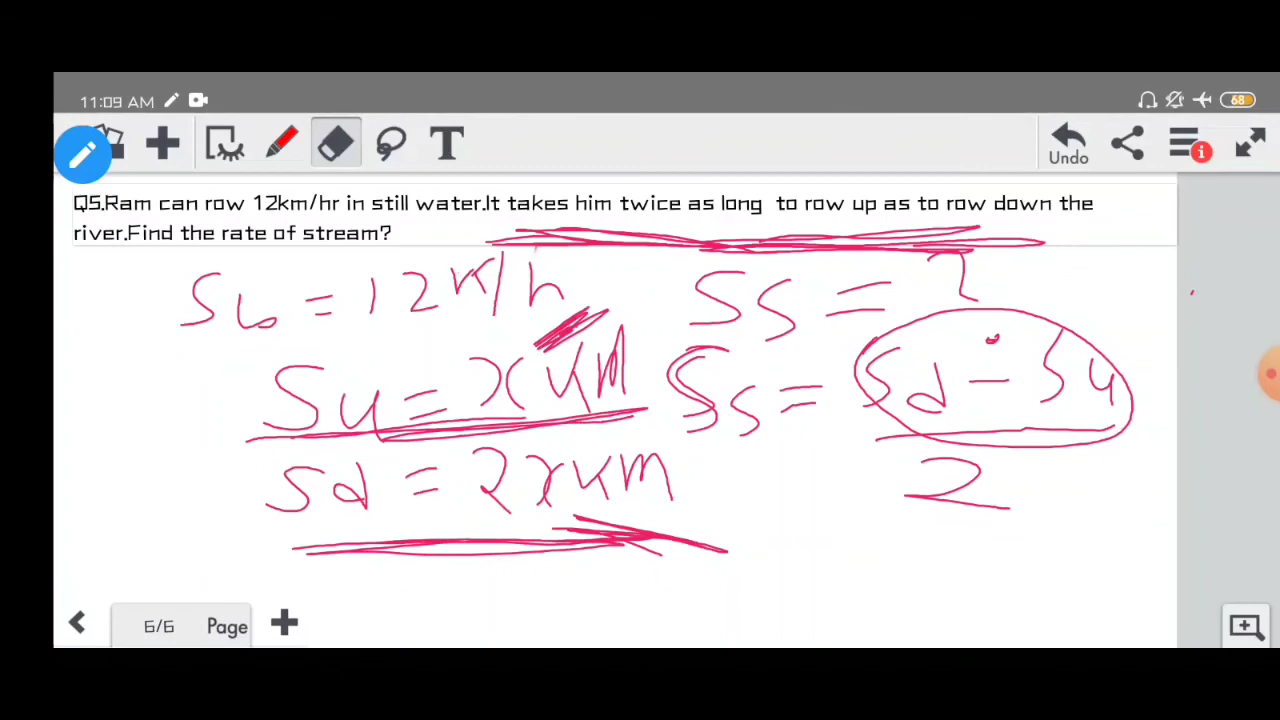 11:09 AM
68
T
Undo
Q5.Ram can row 12km/hr in still water.It takes him twice as long to row up as to row down the
river.Find the rate of stream?
Sb = 12K/h
SS = ?
Su = x KM
Ss = Sd - Su
2
Sd = 2x KM
6/6 Page